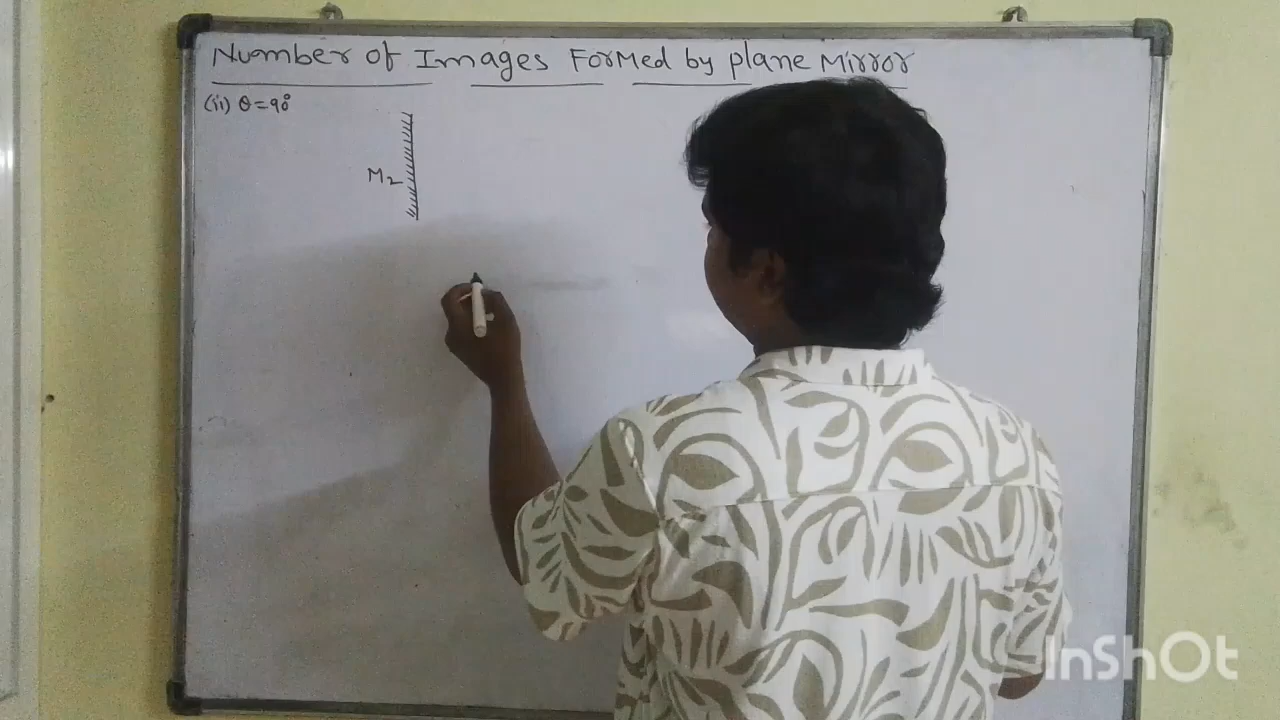 Number of Images Formed by plane Mirror
(ii) θ=90°
M2
InShOt